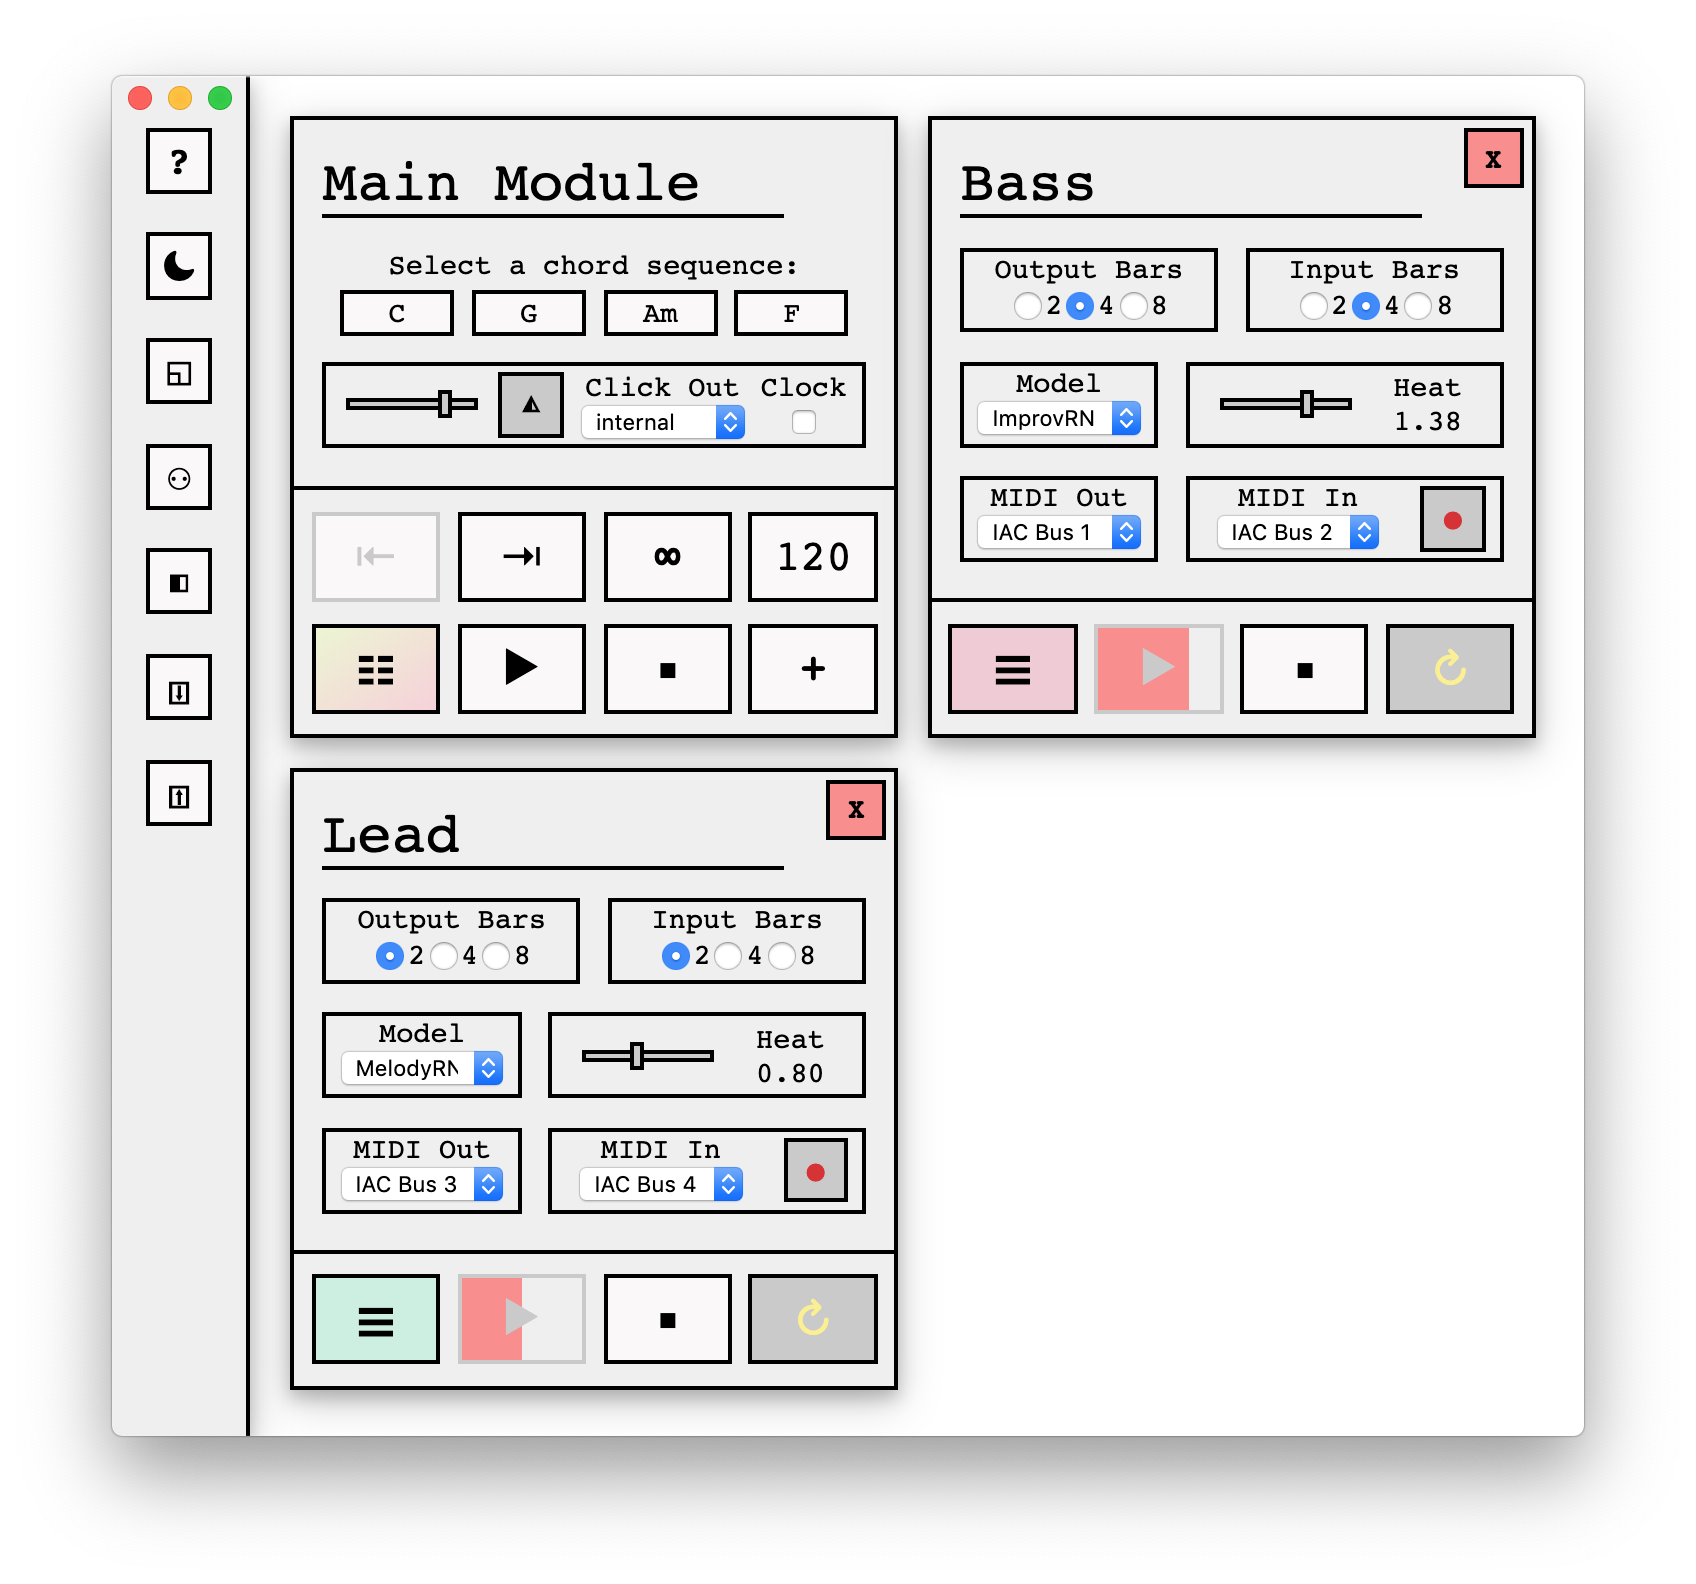 ?
Main Module
Select a chord sequence:
C G Am F
Click Out Clock
internal
120
+
Bass
x
Output Bars
2 4 8
Input Bars
2 4 8
Model
ImprovRN
Heat
1.38
MIDI Out
IAC Bus 1
MIDI In
IAC Bus 2
Lead
x
Output Bars
2 4 8
Input Bars
2 4 8
Model
MelodyRN
Heat
0.80
MIDI Out
IAC Bus 3
MIDI In
IAC Bus 4